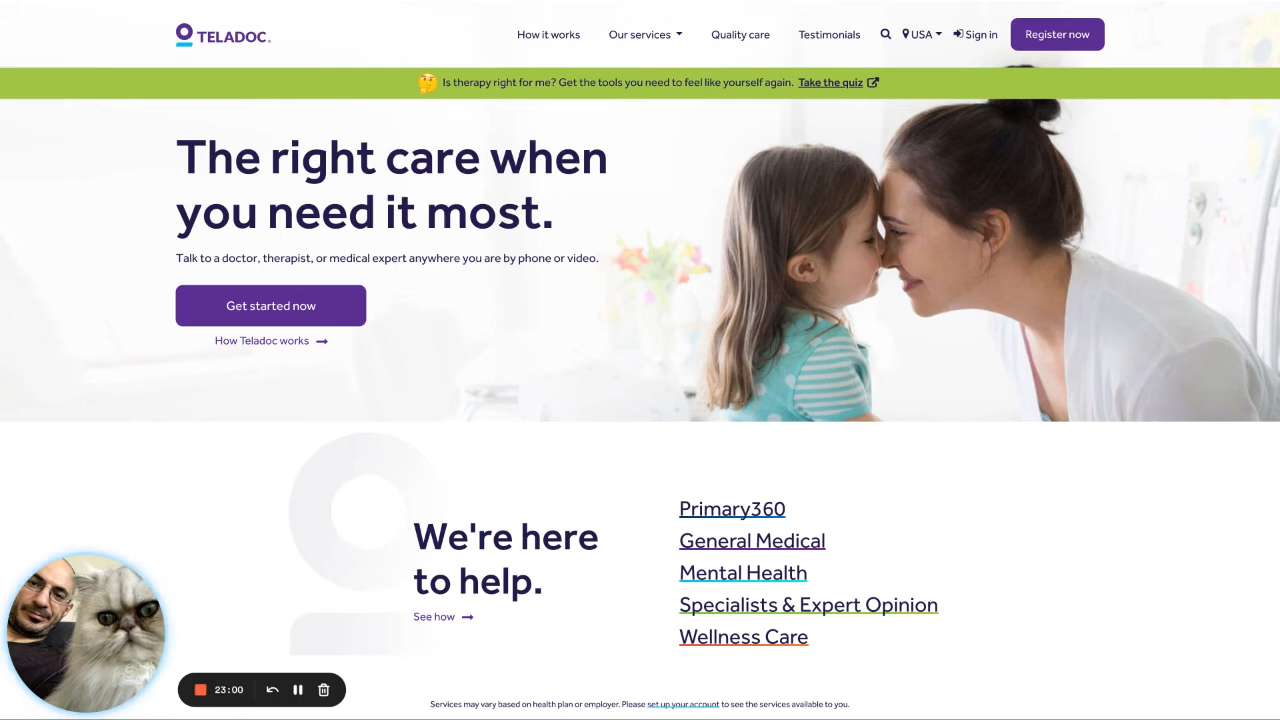 TELADOC.
How it works
Our services
Quality care
Testimonials
USA
Sign in
Register now
Is therapy right for me? Get the tools you need to feel like yourself again. Take the quiz
The right care when
you need it most.
Talk to a doctor, therapist, or medical expert anywhere you are by phone or video.
Get started now
How Teladoc works
We're here
to help.
See how
Primary360
General Medical
Mental Health
Specialists & Expert Opinion
Wellness Care
23:00
Services may vary based on health plan or employer. Please set up your account to see the services available to you.